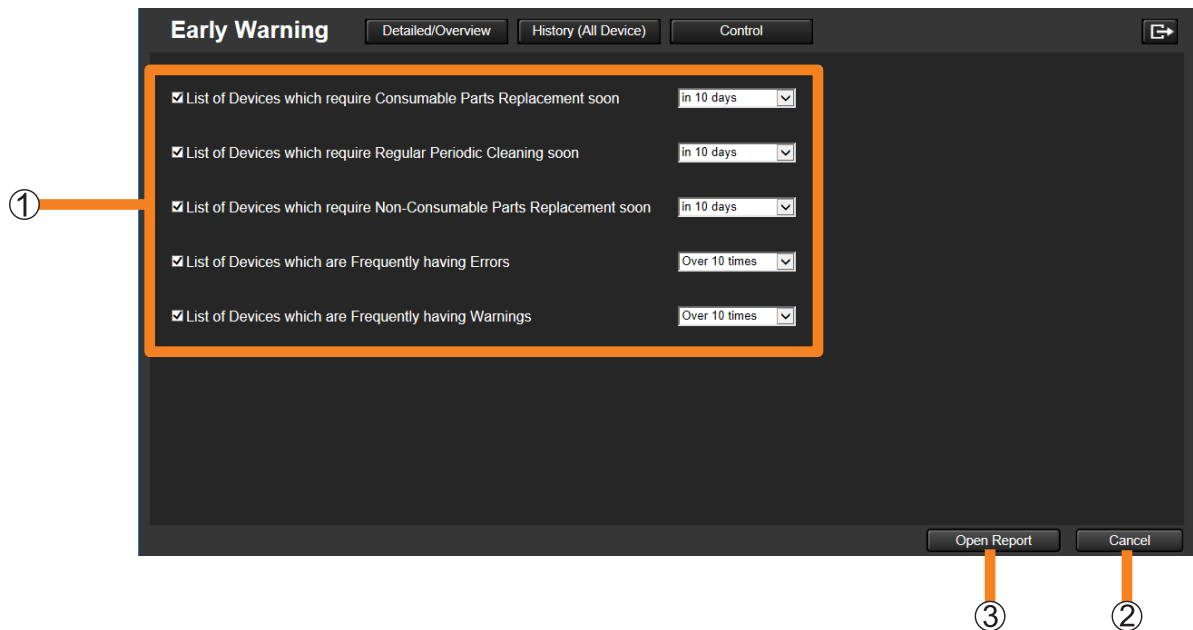 Early Warning Detailed/Overview History (All Device) Control
List of Devices which require Consumable Parts Replacement soon in 10 days
List of Devices which require Regular Periodic Cleaning soon in 10 days
① List of Devices which require Non-Consumable Parts Replacement soon in 10 days
List of Devices which are Frequently having Errors Over 10 times
List of Devices which are Frequently having Warnings Over 10 times
Open Report Cancel
③ ②